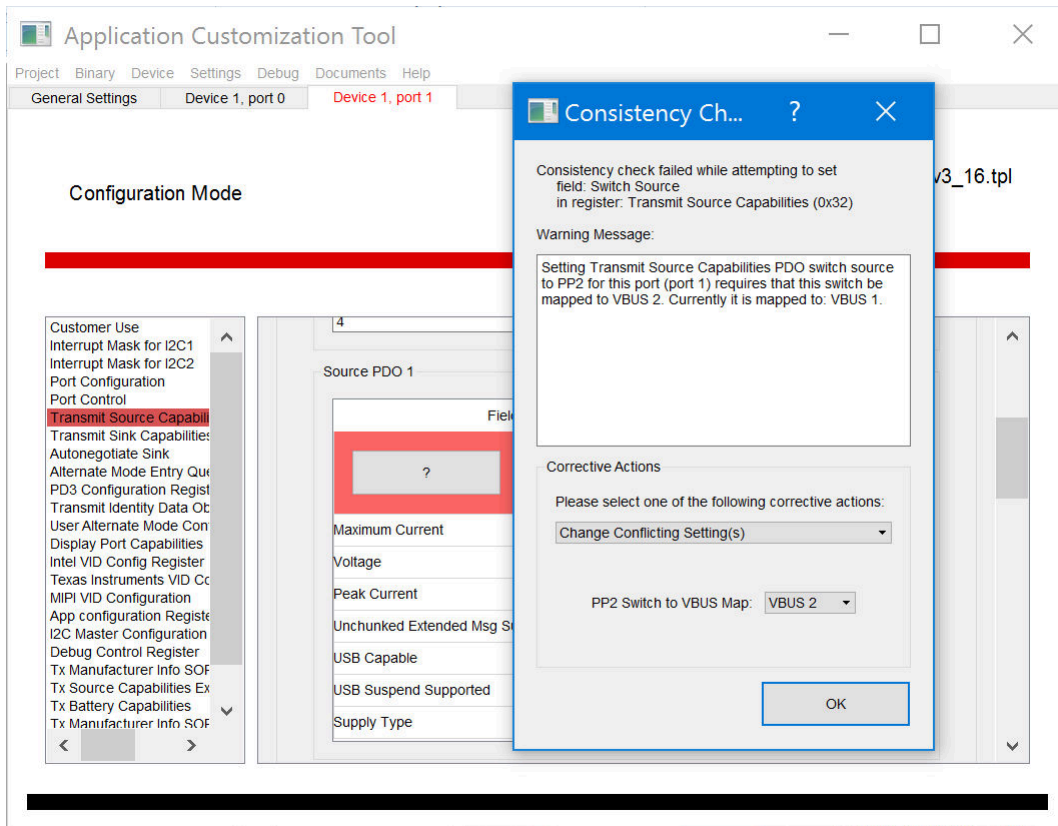 Application Customization Tool
Project Binary Device Settings Debug Documents Help
General Settings Device 1, port 0 Device 1, port 1
Configuration Mode
v3_16.tpl
Customer Use
Interrupt Mask for I2C1
Interrupt Mask for I2C2
Port Configuration
Port Control
Transmit Source Capabili
Transmit Sink Capabilities
Autonegotiate Sink
Alternate Mode Entry Que
PD3 Configuration Regist
Transmit Identity Data Ob
User Alternate Mode Con
Display Port Capabilities
Intel VID Config Register
Texas Instruments VID Co
MIPI VID Configuration
App configuration Registe
I2C Master Configuration
Debug Control Register
Tx Manufacturer Info SOP
Tx Source Capabilities Ex
Tx Battery Capabilities
Tx Manufacturer Info SOP
4
Source PDO 1
Fiel
?
Maximum Current
Voltage
Peak Current
Unchunked Extended Msg Su
USB Capable
USB Suspend Supported
Supply Type
Consistency Ch... ?
Consistency check failed while attempting to set
field: Switch Source
in register: Transmit Source Capabilities (0x32)
Warning Message:
Setting Transmit Source Capabilities PDO switch source
to PP2 for this port (port 1) requires that this switch be
mapped to VBUS 2. Currently it is mapped to: VBUS 1.
Corrective Actions
Please select one of the following corrective actions:
Change Conflicting Setting(s)
PP2 Switch to VBUS Map: VBUS 2
OK